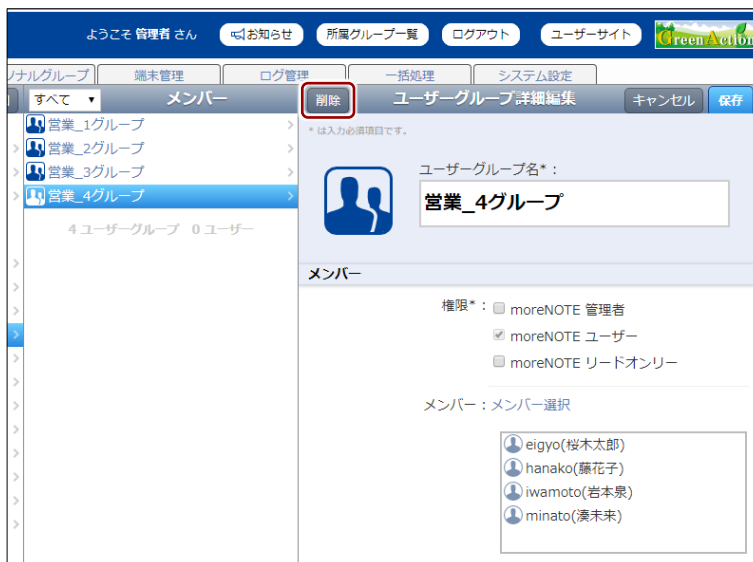 ようこそ 管理者 さん
お知らせ
所属グループ一覧
ログアウト
ユーザーサイト
GreenAction
ソナルグループ
端末管理
ログ管理
一括処理
システム設定
すべて ▼
メンバー
削除
ユーザーグループ詳細編集
キャンセル
保存
営業_1グループ
営業_2グループ
営業_3グループ
営業_4グループ
4 ユーザーグループ 0 ユーザー
* は入力必須項目です。
ユーザーグループ名*：
営業_4グループ
メンバー
権限*：
moreNOTE 管理者
moreNOTE ユーザー
moreNOTE リードオンリー
メンバー：メンバー選択
eigyo(桜木太郎)
hanako(藤花子)
iwamoto(岩本泉)
minato(湊未来)